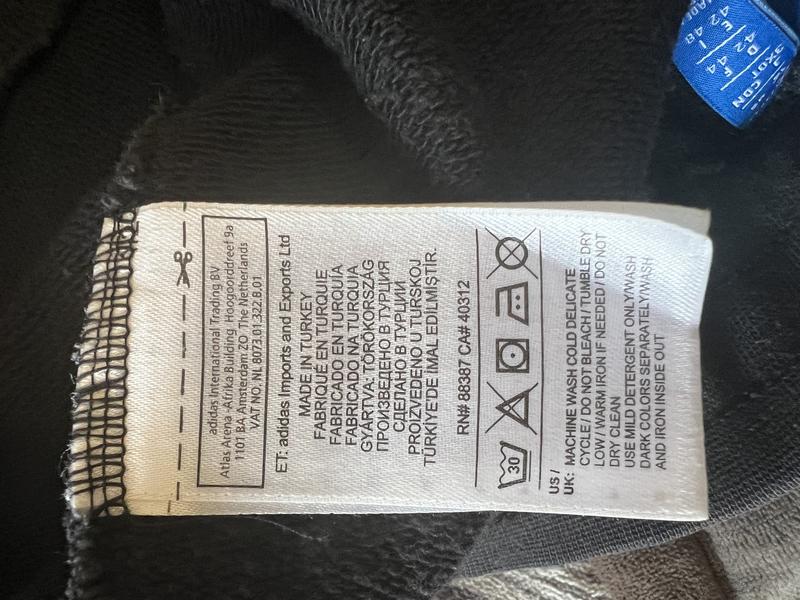 adidas International Trading BV
Atlas Arena -Afrika Building Hoogoorddreef 9a
1101 BA Amsterdam ZO The Netherlands
VAT NO. NL 8073.01.322.B.01
ET: adidas Imports and Exports Ltd
MADE IN TURKEY
FABRIQUÉ EN TURQUIE
FABRICADO EN TURQUÍA
FABRICADO NA TURQUIA
GYÁRTVA: TÖRÖKORSZÁG
ПРОИЗВЕДЕНО В ТУРЦИЯ
СДЕЛАНО В ТУРЦИИ
PROIZVEDENO U TURSKOJ
TÜRKİYE'DE İMAL EDİLMİŞTİR.
RN# 88387 CA# 40312
30
US /
UK: MACHINE WASH COLD DELICATE
CYCLE / DO NOT BLEACH / TUMBLE DRY
LOW / WARM IRON IF NEEDED / DO NOT
DRY CLEAN
USE MILD DETERGENT ONLY/WASH
DARK COLORS SEPARATELY/WASH
AND IRON INSIDE OUT
CDN
F 44
I 48